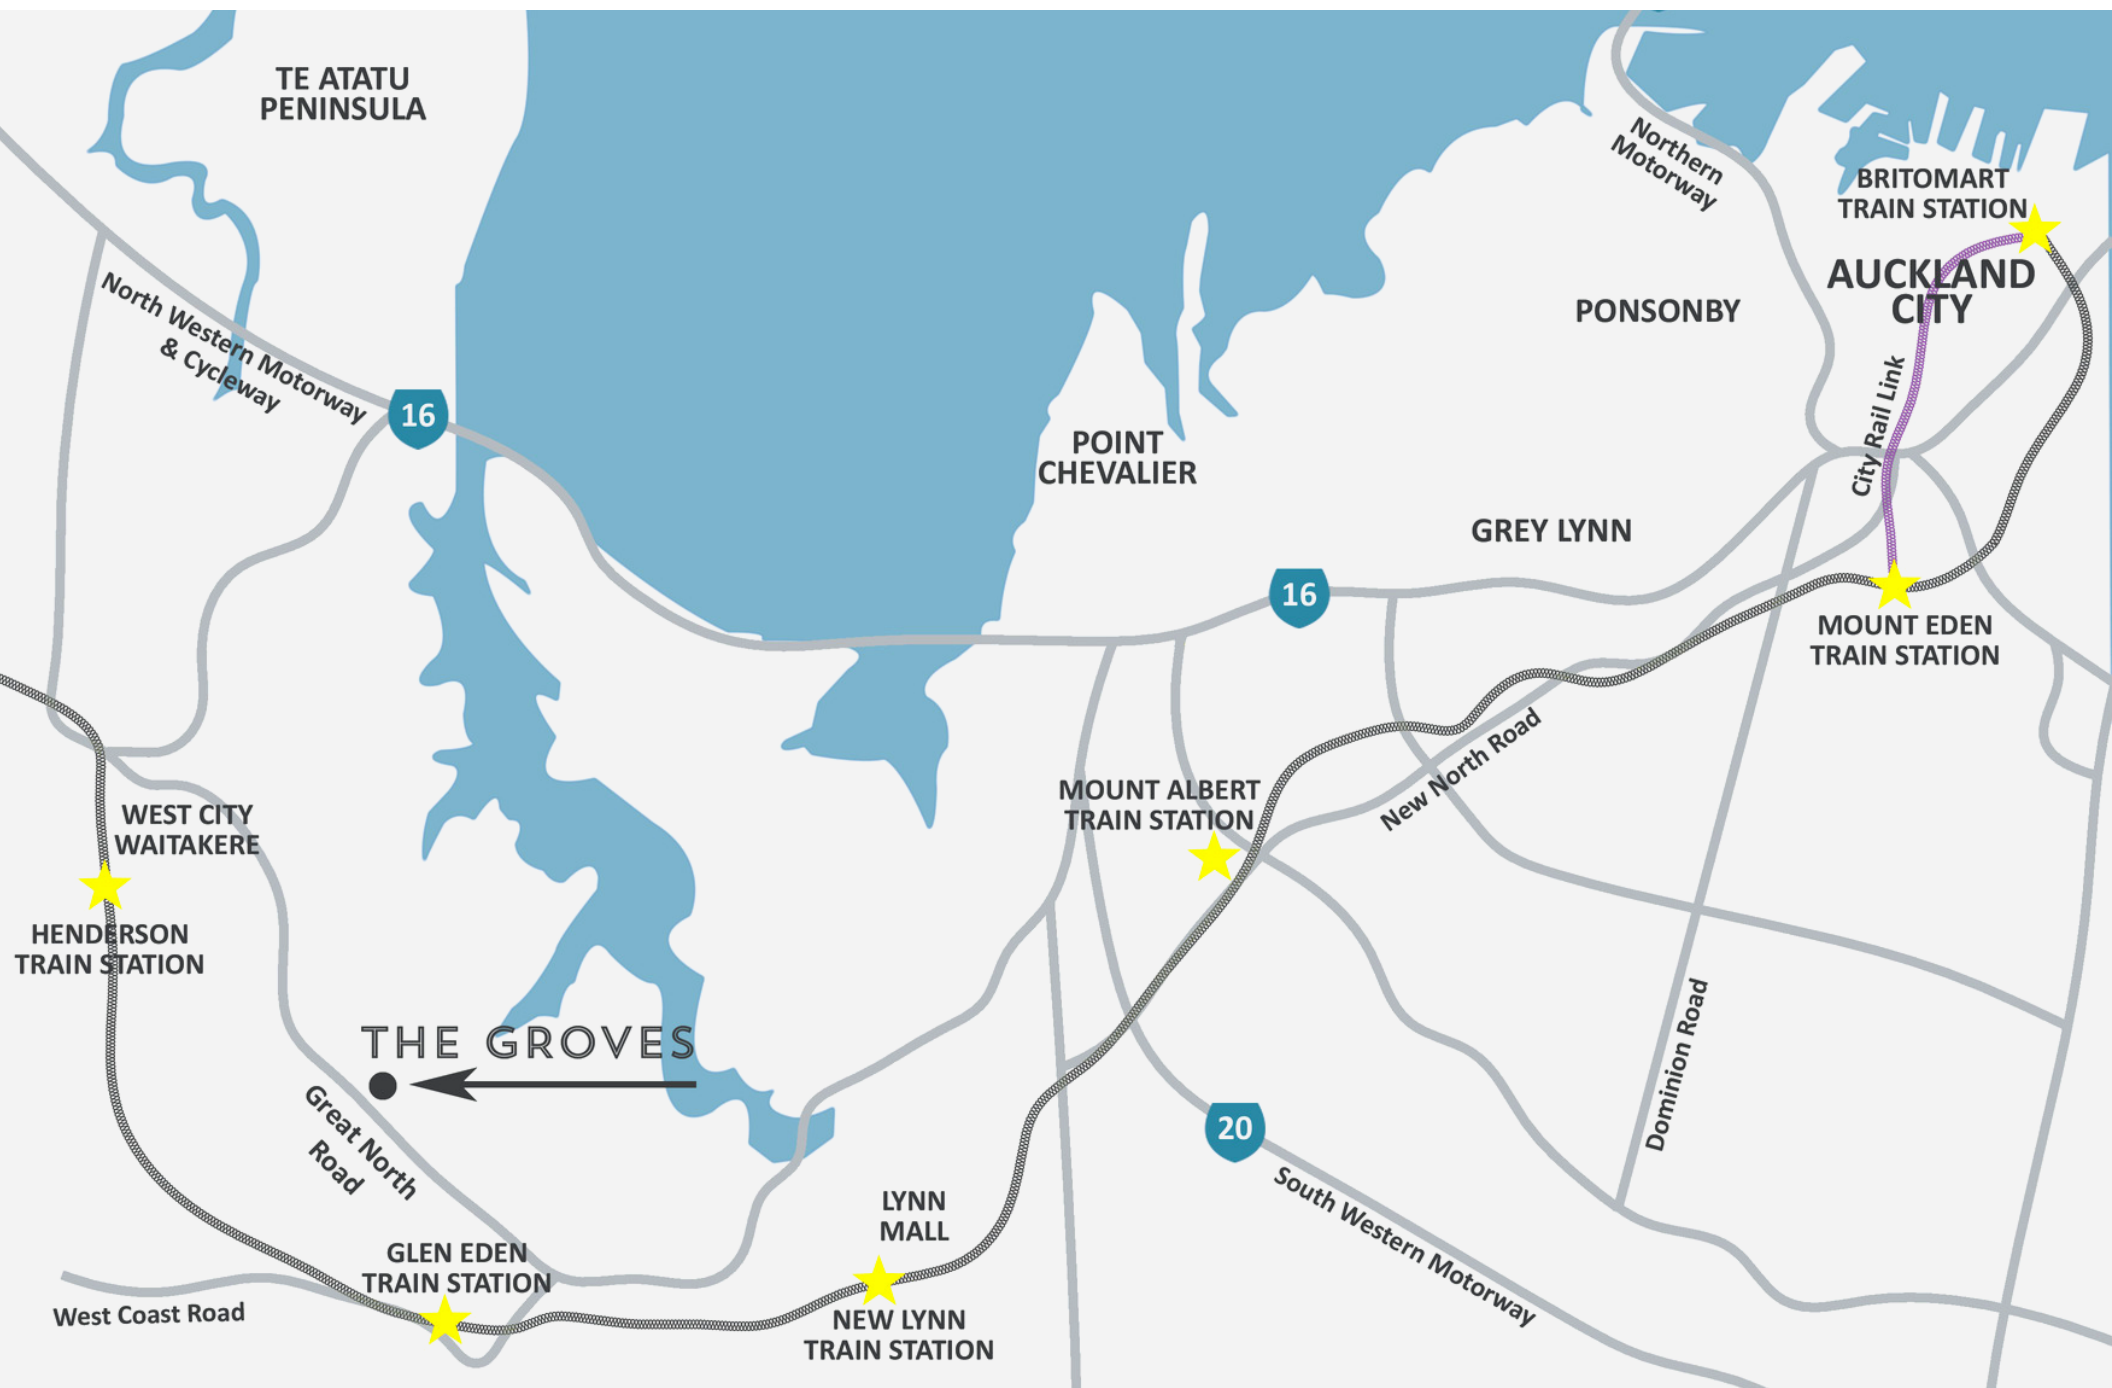 TE ATATU
PENINSULA
Northern
Motorway
BRITOMART
TRAIN STATION
AUCKLAND
CITY
PONSONBY
North Western Motorway
& Cycleway
16
City Rail Link
POINT
CHEVALIER
GREY LYNN
16
MOUNT EDEN
TRAIN STATION
New North Road
MOUNT ALBERT
TRAIN STATION
WEST CITY
WAITAKERE
HENDERSON
TRAIN STATION
THE GROVES
Great North
Road
Dominion Road
20
South Western Motorway
LYNN
MALL
GLEN EDEN
TRAIN STATION
West Coast Road
NEW LYNN
TRAIN STATION